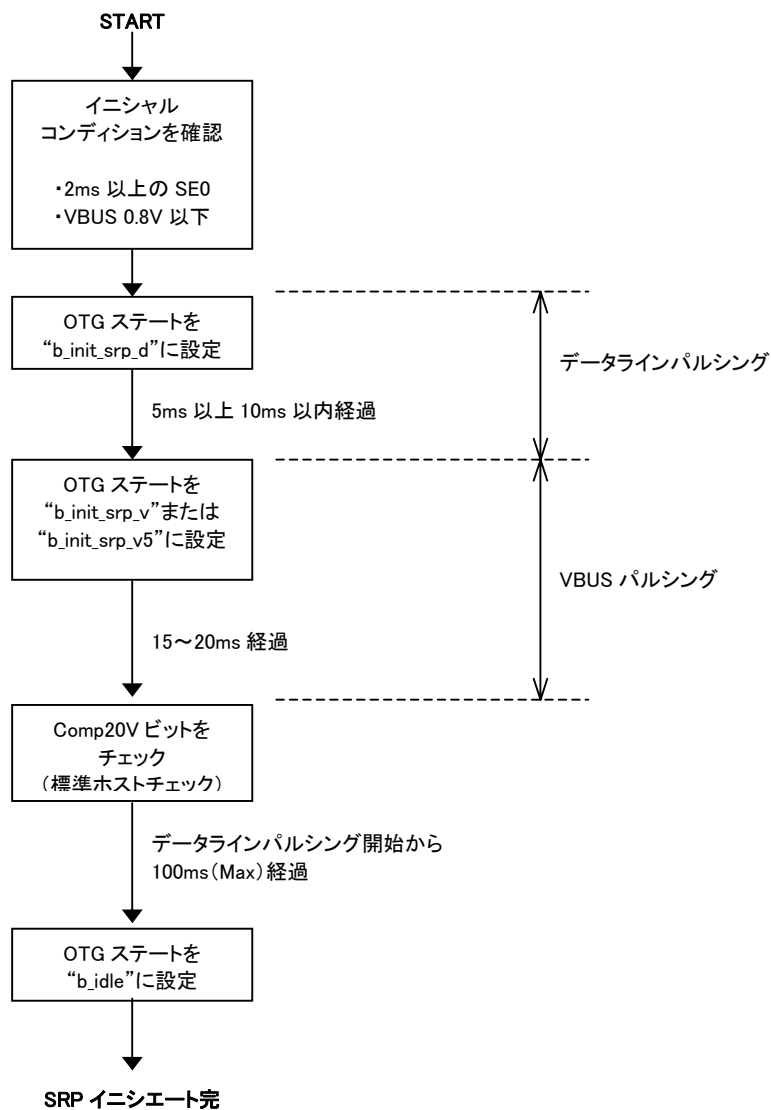 START
イニシャル
コンディションを確認
・2ms 以上の SE0
・VBUS 0.8V 以下
OTG ステートを
“b_init_srp_d”に設定
データラインパルシング
5ms 以上 10ms 以内経過
OTG ステートを
“b_init_srp_v”または
“b_init_srp_v5”に設定
VBUS パルシング
15～20ms 経過
Comp20V ビットを
チェック
（標準ホストチェック）
データラインパルシング開始から
100ms（Max）経過
OTG ステートを
“b_idle”に設定
SRP イニシエート完